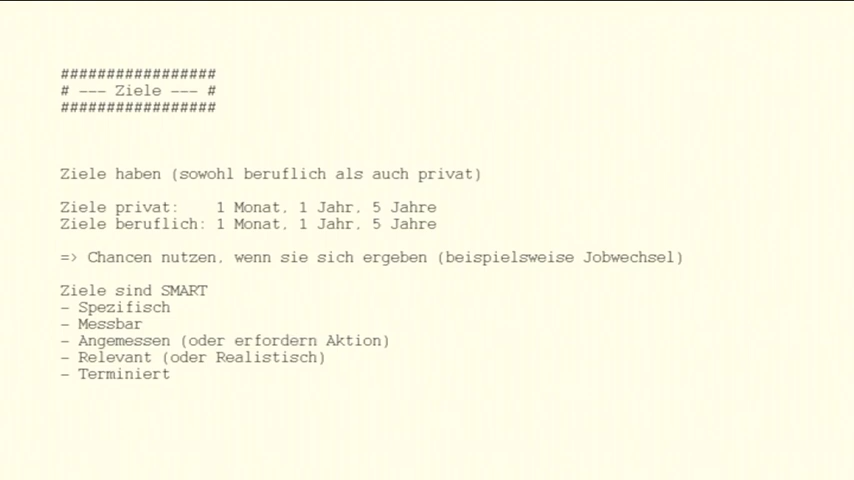 #################
# --- Ziele --- #
#################
Ziele haben (sowohl beruflich als auch privat)
Ziele privat:    1 Monat, 1 Jahr, 5 Jahre
Ziele beruflich: 1 Monat, 1 Jahr, 5 Jahre
=> Chancen nutzen, wenn sie sich ergeben (beispielsweise Jobwechsel)
Ziele sind SMART
- Spezifisch
- Messbar
- Angemessen (oder erfordern Aktion)
- Relevant (oder Realistisch)
- Terminiert